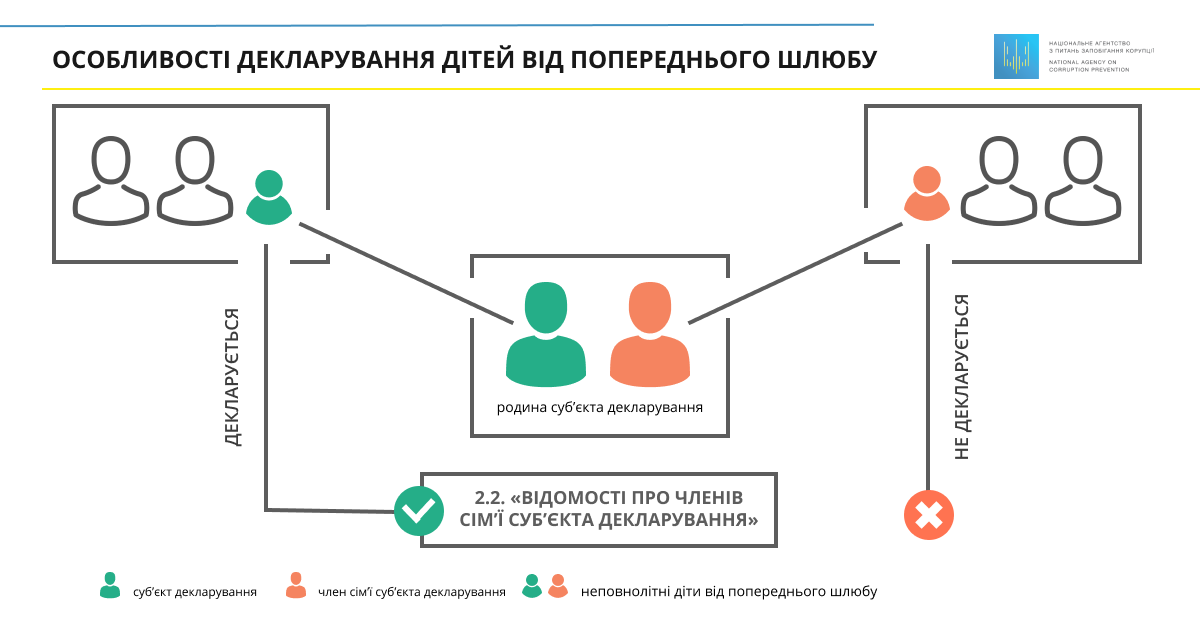 ОСОБЛИВОСТІ ДЕКЛАРУВАННЯ ДІТЕЙ ВІД ПОПЕРЕДНЬОГО ШЛЮБУ
НАЦІОНАЛЬНЕ АГЕНТСТВО
З ПИТАНЬ ЗАПОБІГАННЯ КОРУПЦІЇ
NATIONAL AGENCY ON
CORRUPTION PREVENTION
ДЕКЛАРУЄТЬСЯ
родина суб’єкта декларування
НЕ ДЕКЛАРУЄТЬСЯ
2.2. «ВІДОМОСТІ ПРО ЧЛЕНІВ
СІМ’Ї СУБ’ЄКТА ДЕКЛАРУВАННЯ»
суб’єкт декларування
член сім’ї суб’єкта декларування
неповнолітні діти від попереднього шлюбу